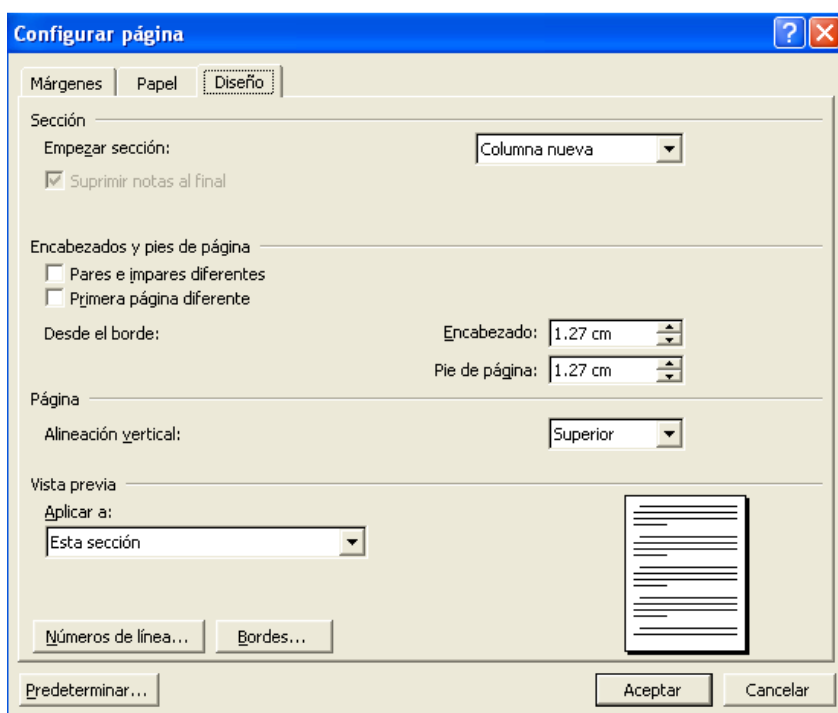 Configurar página
Márgenes Papel Diseño
Sección
Empezar sección: Columna nueva
Suprimir notas al final
Encabezados y pies de página
Pares e impares diferentes
Primera página diferente
Desde el borde: Encabezado: 1.27 cm
Pie de página: 1.27 cm
Página
Alineación vertical: Superior
Vista previa
Aplicar a:
Esta sección
Números de línea... Bordes...
Predeterminar... Aceptar Cancelar